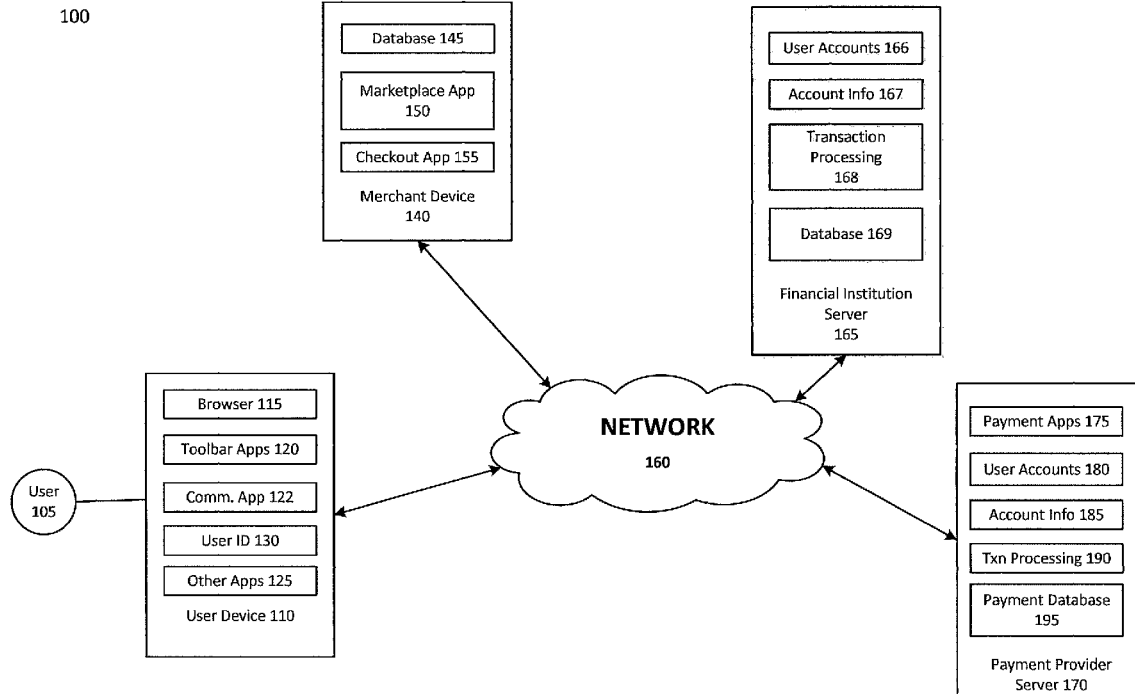 100
Database 145
Marketplace App
150
Checkout App 155
Merchant Device
140
User Accounts 166
Account Info 167
Transaction
Processing
168
Database 169
Financial Institution
Server
165
Browser 115
Toolbar Apps 120
Comm. App 122
User ID 130
Other Apps 125
User Device 110
User
105
NETWORK
160
Payment Apps 175
User Accounts 180
Account Info 185
Txn Processing 190
Payment Database
195
Payment Provider
Server 170